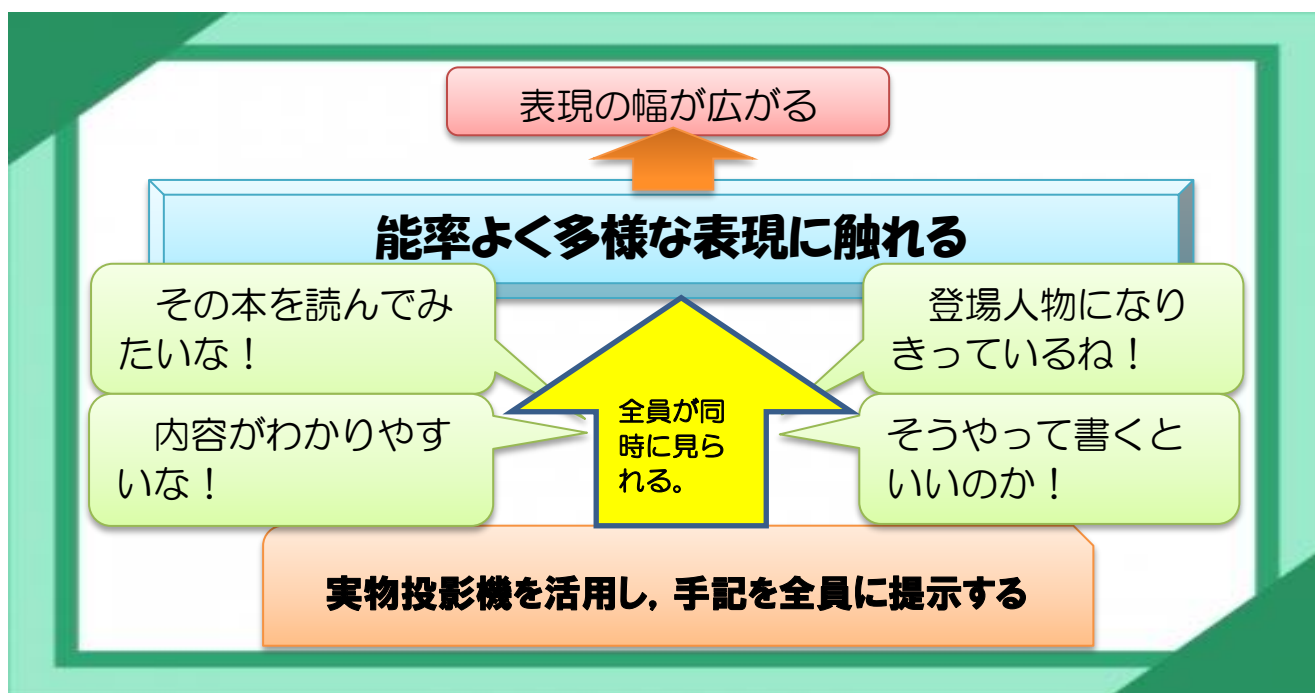 表現の幅が広がる
能率よく多様な表現に触れる
その本を読んでみ
たいな！
登場人物になり
きっているね！
内容がわかりやす
いな！
全員が同
時に見ら
れる。
そうやって書くと
いいのか！
実物投影機を活用し，手記を全員に提示する